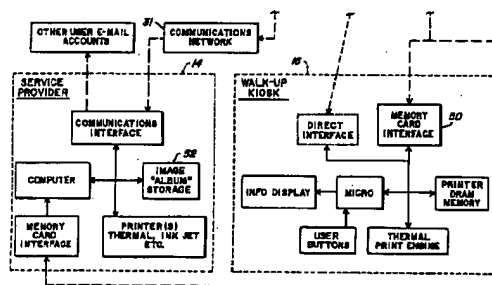 OTHER USER E-MAIL
ACCOUNTS
31
COMMUNICATIONS
NETWORK
14
SERVICE
PROVIDER
COMMUNICATIONS
INTERFACE
52
COMPUTER
IMAGE
"ALBUM"
STORAGE
MEMORY
CARD
INTERFACE
PRINTER(S)
THERMAL, INK JET
ETC.
16
WALK-UP
KIOSK
DIRECT
INTERFACE
MEMORY
CARD
INTERFACE
50
INFO DISPLAY
MICRO
PRINTER
DRAM
MEMORY
USER
BUTTONS
THERMAL
PRINT ENGINE